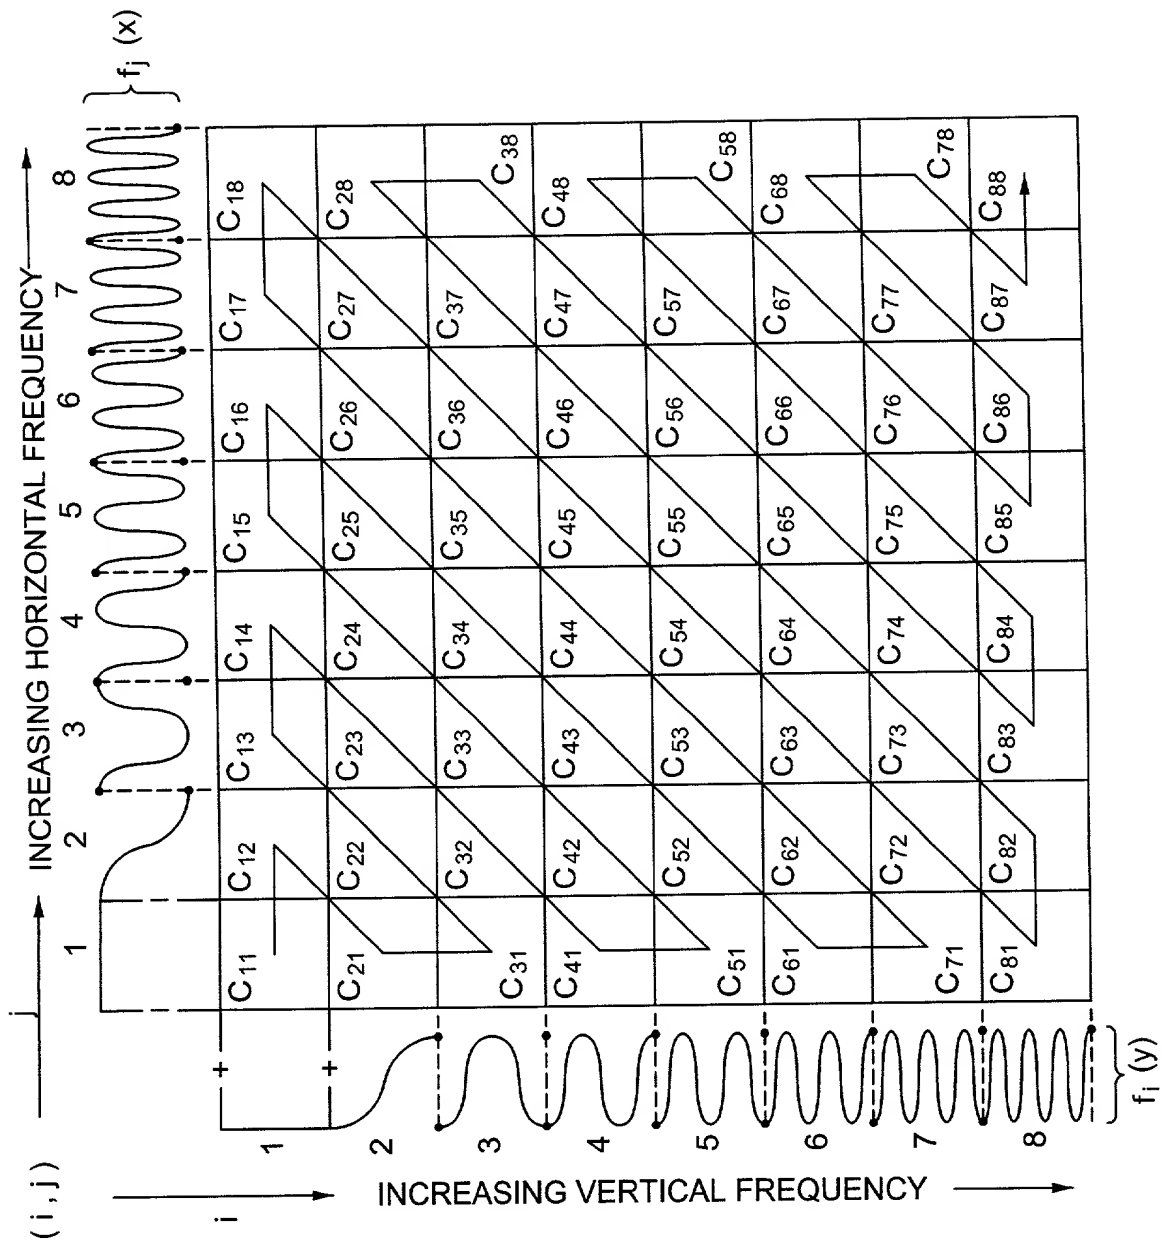 (i,j)
j
INCREASING HORIZONTAL FREQUENCY
1 2 3 4 5 6 7 8
fj (x)
i
INCREASING VERTICAL FREQUENCY
1
2
3
4
5
6
7
8
fi (y)
+
+
C11 C12 C13 C14 C15 C16 C17 C18
C21 C22 C23 C24 C25 C26 C27 C28
C31 C32 C33 C34 C35 C36 C37 C38
C41 C42 C43 C44 C45 C46 C47 C48
C51 C52 C53 C54 C55 C56 C57 C58
C61 C62 C63 C64 C65 C66 C67 C68
C71 C72 C73 C74 C75 C76 C77 C78
C81 C82 C83 C84 C85 C86 C87 C88